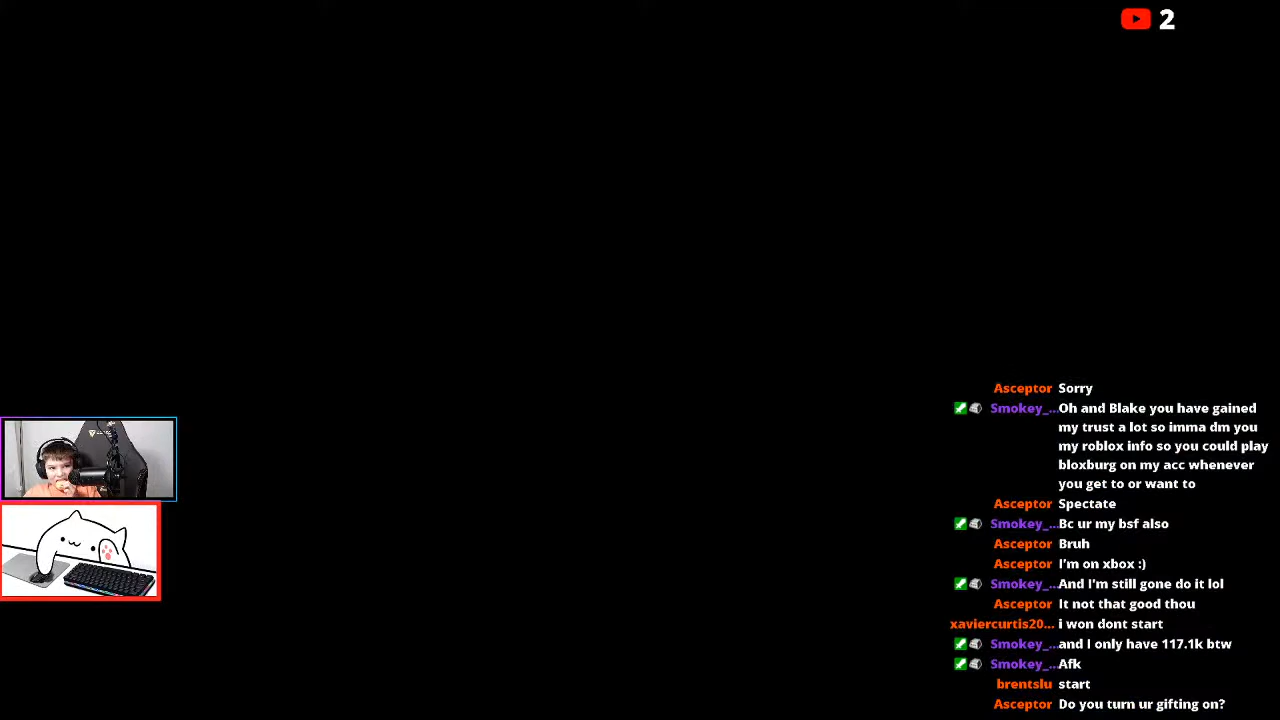 2
Asceptor Sorry
Smokey_... Oh and Blake you have gained
my trust a lot so imma dm you
my roblox info so you could play
bloxburg on my acc whenever
you get to or want to
Asceptor Spectate
Smokey_... Bc ur my bsf also
Asceptor Bruh
Asceptor I'm on xbox :)
Smokey_... And I'm still gone do it lol
Asceptor It not that good thou
xaviercurtis20... i won dont start
Smokey_... and I only have 117.1k btw
Smokey_... Afk
brentslu start
Asceptor Do you turn ur gifting on?